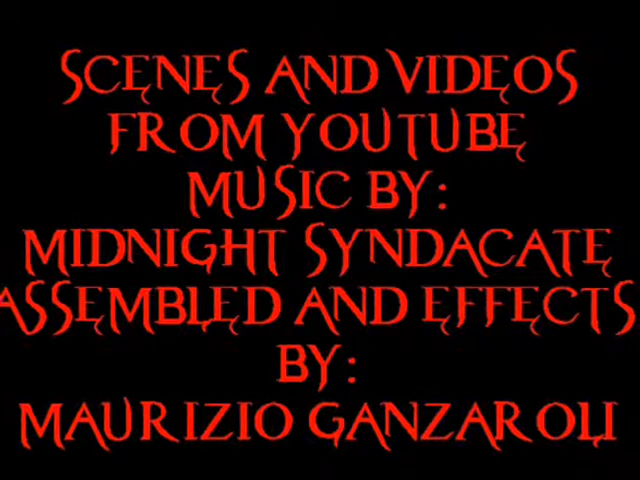 SCENES AND VIDEOS
FROM YOUTUBE
MUSIC BY:
MIDNIGHT SYNDACATE
ASSEMBLED AND EFFECTS
BY:
MAURIZIO GANZAROLI